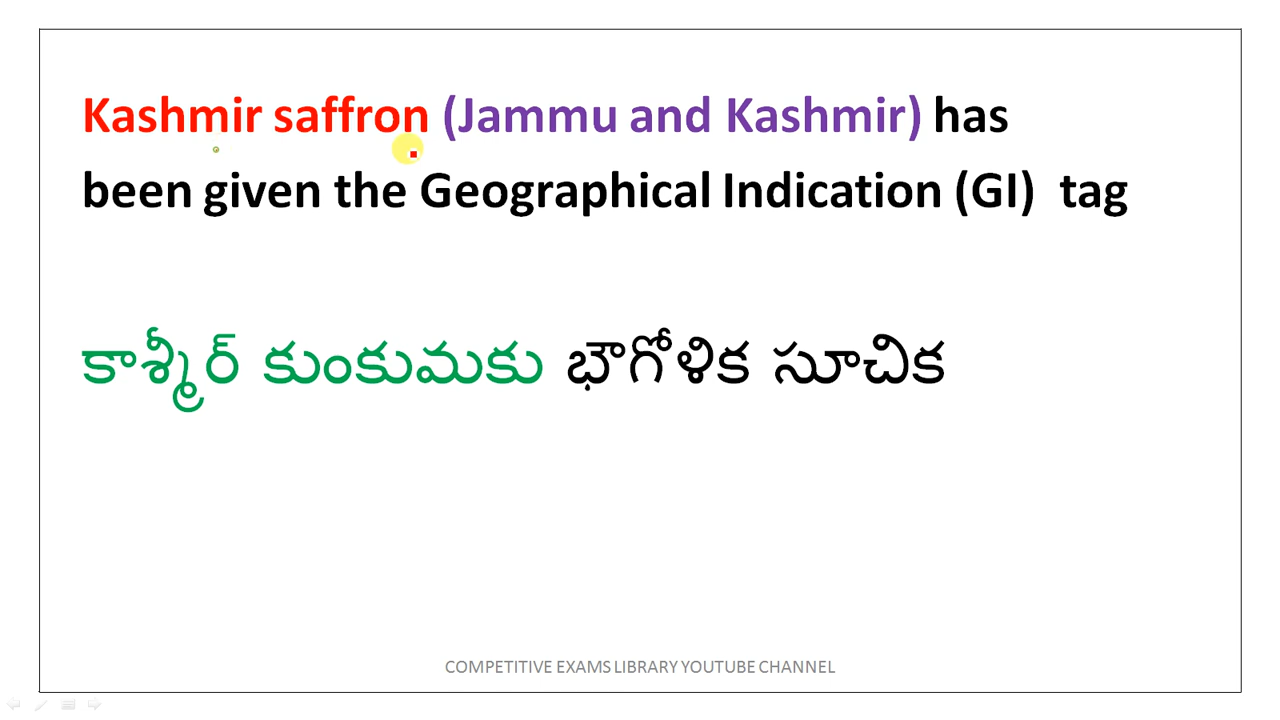 Kashmir saffron (Jammu and Kashmir) has
been given the Geographical Indication (GI) tag
కాశ్మీర్ కుంకుమకు భౌగోళిక సూచిక
COMPETITIVE EXAMS LIBRARY YOUTUBE CHANNEL